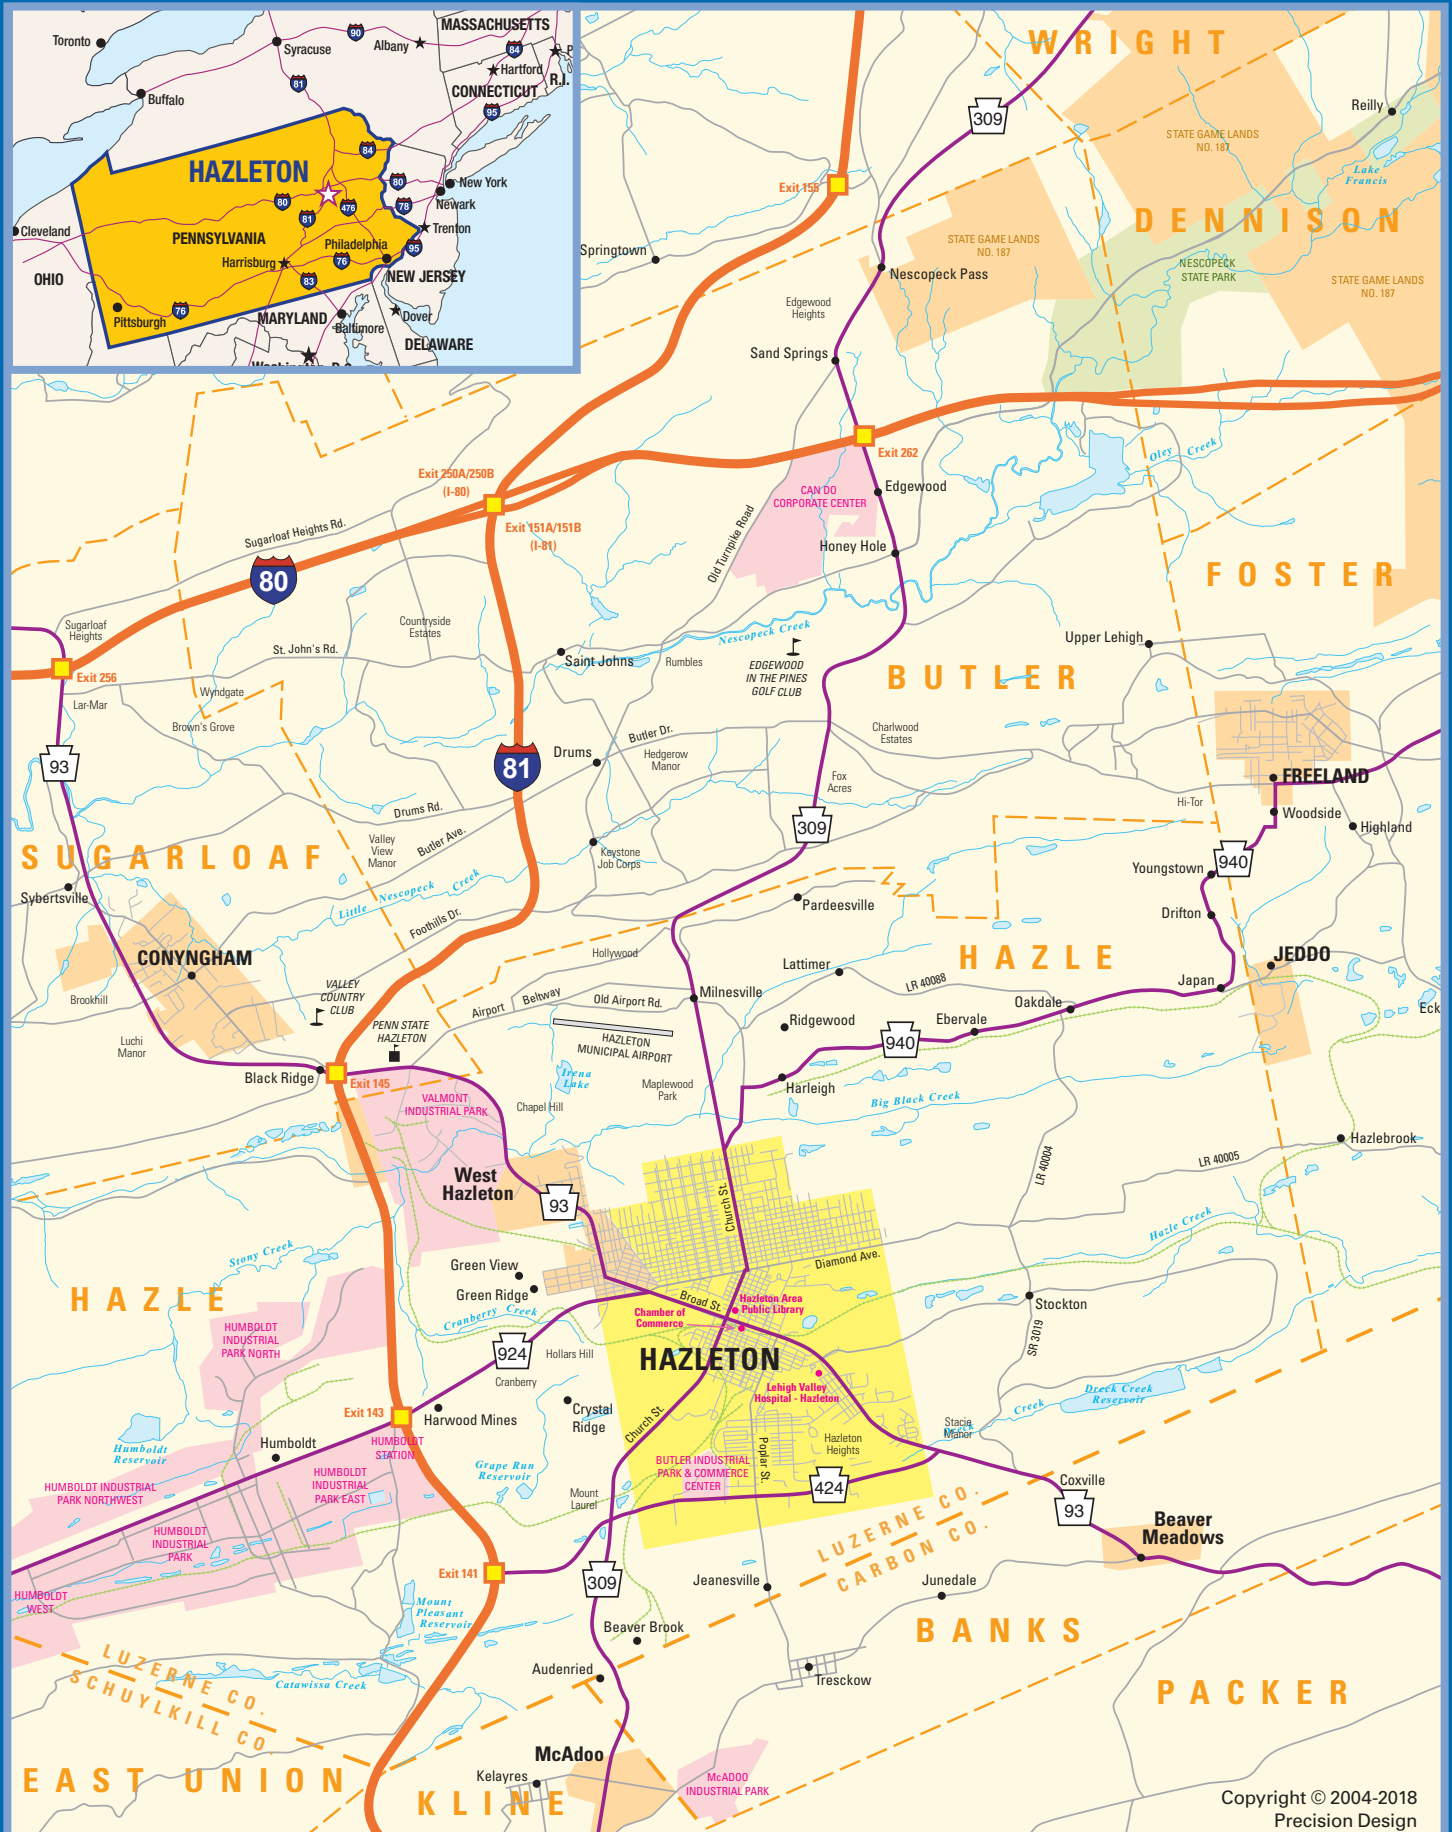 Toronto
Syracuse
90
Albany
MASSACHUSETTS
84
Hartford
R.I.
CONNECTICUT
81
Buffalo
95
84
HAZLETON
80
New York
80
476
78
Newark
81
Trenton
Cleveland
PENNSYLVANIA
Philadelphia
95
Harrisburg
76
OHIO
83
NEW JERSEY
76
Pittsburgh
MARYLAND
Dover
Baltimore
DELAWARE
WRIGHT
309
Reilly
STATE GAME LANDS
NO. 187
Lake
Francis
Exit 155
DENNISON
Springtown
STATE GAME LANDS
NO. 187
NESCOPECK
STATE PARK
STATE GAME LANDS
NO. 187
Nescopeck Pass
Edgewood
Heights
Sand Springs
Exit 262
Oley Creek
Exit 250A/250B
(I-80)
Edgewood
CAN DO
CORPORATE CENTER
Sugarloaf Heights Rd.
Exit 151A/151B
(I-81)
Old Turnpike Road
Honey Hole
80
FOSTER
Sugarloaf
Heights
Countryside
Estates
Nescopeck Creek
St. John's Rd.
Saint Johns
Rumbles
EDGEWOOD
IN THE PINES
GOLF CLUB
Upper Lehigh
Exit 256
BUTLER
Wyndgate
Lar-Mar
Brown's Grove
Butler Dr.
Charlwood
Estates
93
81
Drums
Hedgerow
Manor
FREELAND
Fox
Acres
Hi-Tor
Drums Rd.
309
Woodside
Highland
Valley
View
Manor
Butler Ave.
Keystone
Job Corps
SUGARLOAF
940
Youngstown
Sybertsville
Little Nescopeck Creek
Pardeesville
Drifton
Foothills Dr.
CONYNGHAM
Hollywood
HAZLE
JEDDO
Lattimer
LR 40088
Japan
Brookhill
VALLEY
COUNTRY
CLUB
Airport Beltway
Old Airport Rd.
Milnesville
Oakdale
Eck
PENN STATE
HAZLETON
Ridgewood
Ebervale
Luchi
Manor
HAZLETON
MUNICIPAL AIRPORT
940
Black Ridge
Exit 145
Irena
Lake
Maplewood
Park
Harleigh
VALMONT
INDUSTRIAL PARK
Chapel Hill
Big Black Creek
Hazlebrook
West
Hazleton
LR 40004
LR 40005
93
Church St.
Hazle Creek
Stony Creek
Diamond Ave.
Green View
Green Ridge
HAZLE
Broad St.
Hazleton Area
Public Library
Stockton
Cranberry Creek
Chamber of
Commerce
HUMBOLDT
INDUSTRIAL
PARK NORTH
924
Hollars Hill
HAZLETON
SR 3019
Cranberry
Lehigh Valley
Hospital - Hazleton
Dreck Creek
Reservoir
Exit 143
Harwood Mines
Crystal
Ridge
Church St.
Dreck Creek
Stacie
Manor
Humboldt
Reservoir
Humboldt
HUMBOLDT
STATION
Poplar St.
Hazleton
Heights
HUMBOLDT INDUSTRIAL
PARK NORTHWEST
HUMBOLDT
INDUSTRIAL
PARK EAST
Grape Run
Reservoir
BUTLER INDUSTRIAL
PARK & COMMERCE
CENTER
Coxville
Mount
Laurel
424
93
HUMBOLDT
INDUSTRIAL
PARK
LUZERNE CO.
CARBON CO.
Beaver
Meadows
Exit 141
309
HUMBOLDT
WEST
Jeanesville
Junedale
Mount
Pleasant
Reservoir
Beaver Brook
BANKS
LUZERNE CO.
SCHUYLKILL CO.
Catawissa Creek
Audenried
Tresckow
PACKER
McAdoo
EAST UNION
Kelayres
McADOO
INDUSTRIAL PARK
KLINE
Copyright © 2004-2018
Precision Design